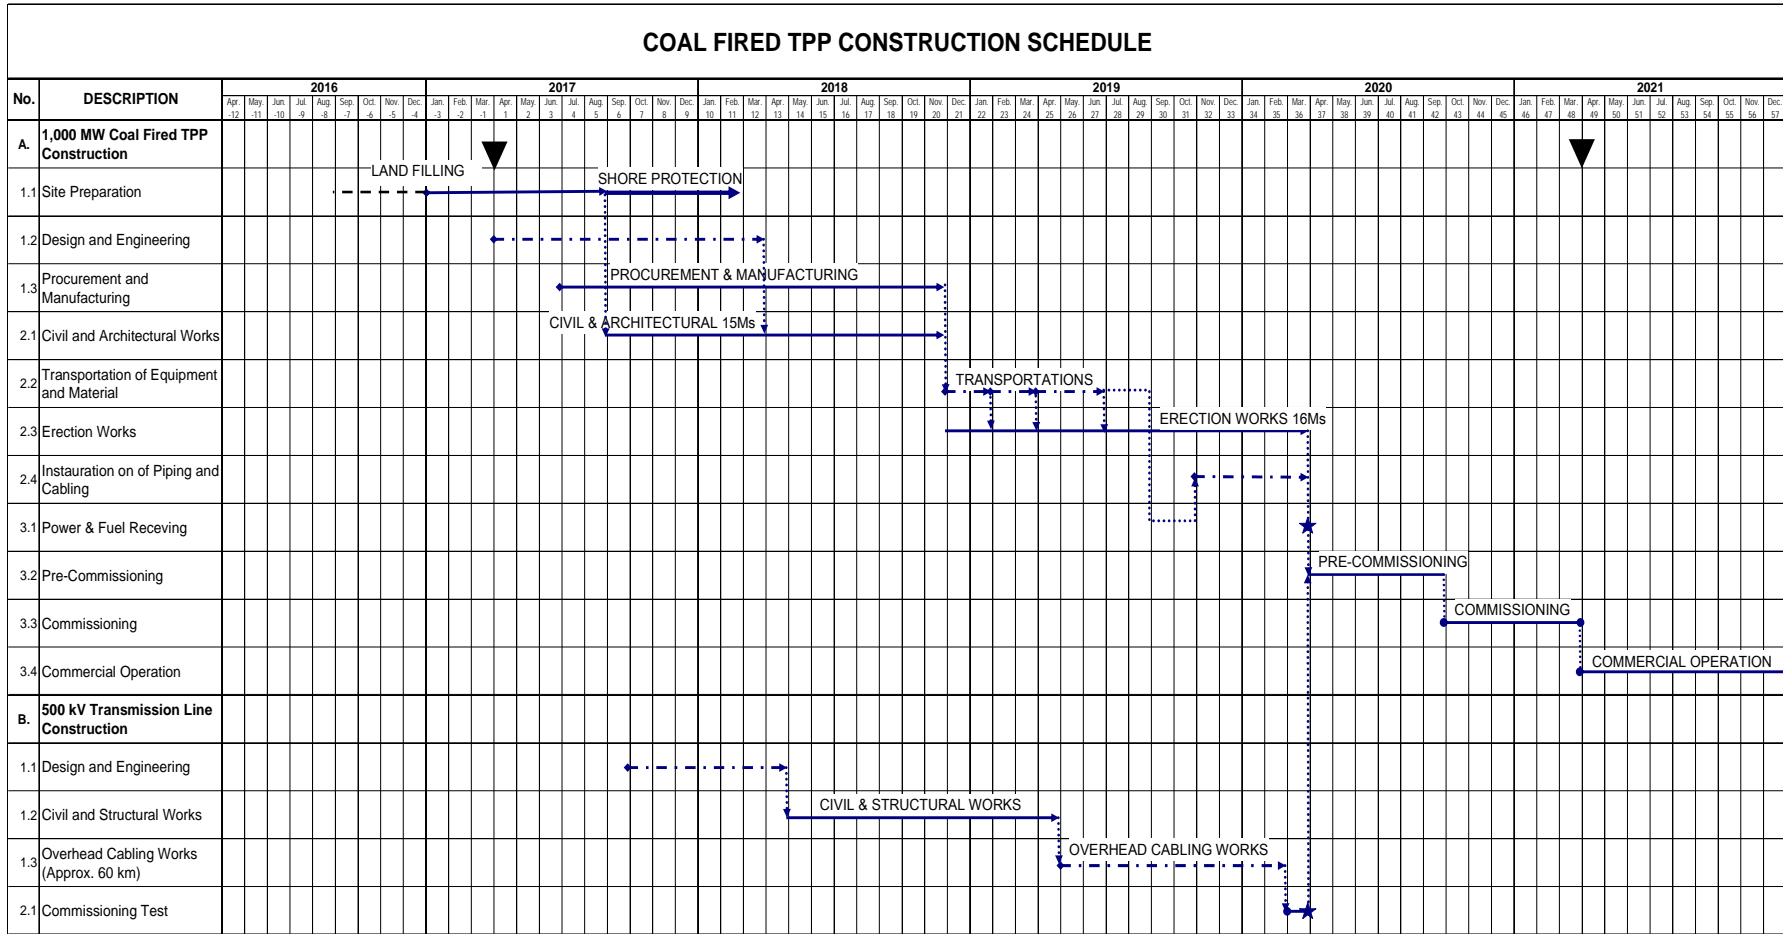 COAL FIRED TPP CONSTRUCTION SCHEDULE
No. DESCRIPTION 2016 2017 2018 2019 2020 2021
Apr. May. Jun. Jul. Aug. Sep. Oct. Nov. Dec. Jan. Feb. Mar. Apr. May. Jun. Jul. Aug. Sep. Oct. Nov. Dec. Jan. Feb. Mar. Apr. May. Jun. Jul. Aug. Sep. Oct. Nov. Dec. Jan. Feb. Mar. Apr. May. Jun. Jul. Aug. Sep. Oct. Nov. Dec. Jan. Feb. Mar. Apr. May. Jun. Jul. Aug. Sep. Oct. Nov. Dec. Jan. Feb. Mar. Apr. May. Jun. Jul. Aug. Sep. Oct. Nov. Dec.
-12 -11 -10 -9 -8 -7 -6 -5 -4 -3 -2 -1 1 2 3 4 5 6 7 8 9 10 11 12 13 14 15 16 17 18 19 20 21 22 23 24 25 26 27 28 29 30 31 32 33 34 35 36 37 38 39 40 41 42 43 44 45 46 47 48 49 50 51 52 53 54 55 56 57
A. 1,000 MW Coal Fired TPP
Construction
LAND FILLING
SHORE PROTECTION
1.1 Site Preparation
1.2 Design and Engineering
PROCUREMENT & MANUFACTURING
1.3 Procurement and
Manufacturing
CIVIL & ARCHITECTURAL 15Ms
2.1 Civil and Architectural Works
2.2 Transportation of Equipment
and Material
TRANSPORTATIONS
ERECTION WORKS 16Ms
2.3 Erection Works
2.4 Instauration on of Piping and
Cabling
3.1 Power & Fuel Receving
PRE-COMMISSIONING
3.2 Pre-Commissioning
COMMISSIONING
3.3 Commissioning
COMMERCIAL OPERATION
3.4 Commercial Operation
B. 500 kV Transmission Line
Construction
1.1 Design and Engineering
CIVIL & STRUCTURAL WORKS
1.2 Civil and Structural Works
OVERHEAD CABLING WORKS
1.3 Overhead Cabling Works
(Approx. 60 km)
2.1 Commissioning Test